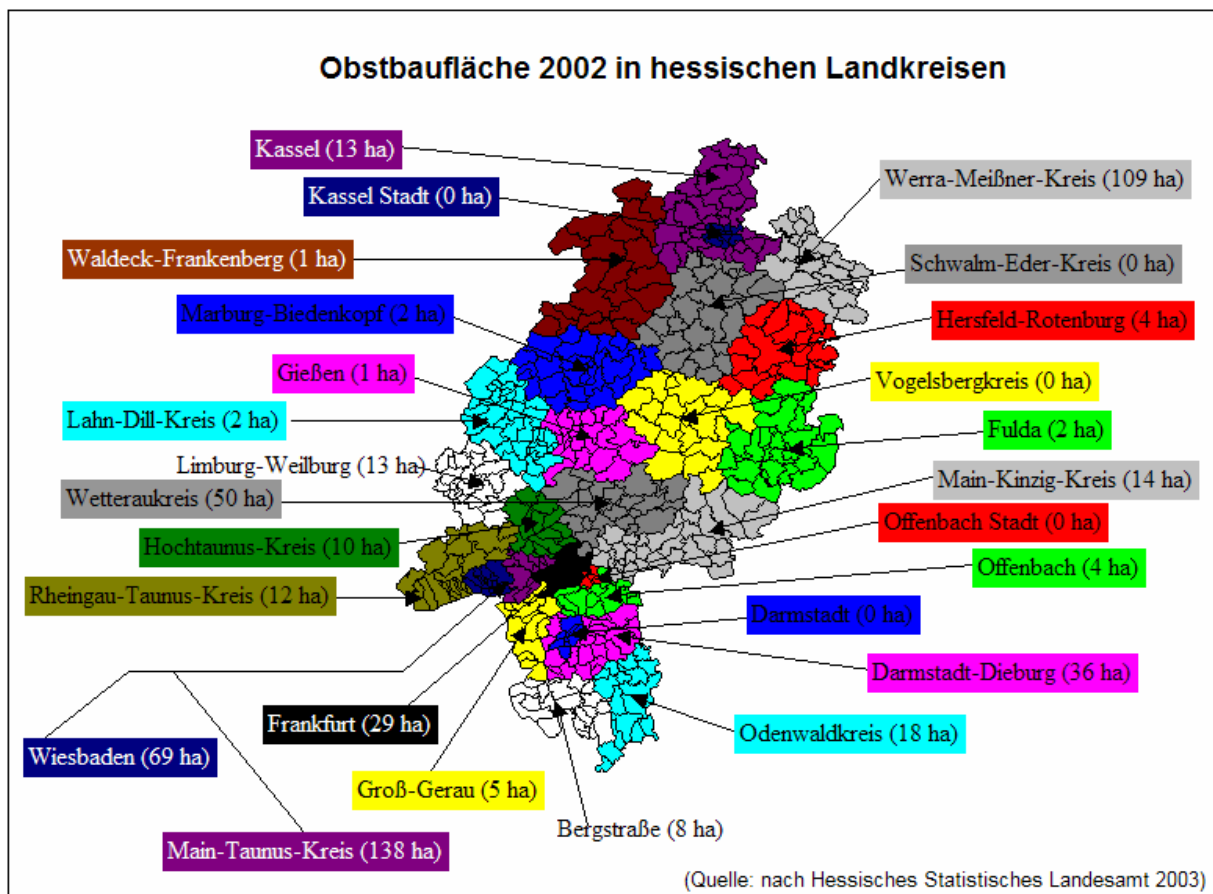 Obstbaufläche 2002 in hessischen Landkreisen
Kassel (13 ha)
Kassel Stadt (0 ha)
Werra-Meißner-Kreis (109 ha)
Waldeck-Frankenberg (1 ha)
Schwalm-Eder-Kreis (0 ha)
Marburg-Biedenkopf (2 ha)
Hersfeld-Rotenburg (4 ha)
Gießen (1 ha)
Vogelsbergkreis (0 ha)
Lahn-Dill-Kreis (2 ha)
Fulda (2 ha)
Limburg-Weilburg (13 ha)
Main-Kinzig-Kreis (14 ha)
Wetteraukreis (50 ha)
Offenbach Stadt (0 ha)
Hochtaunus-Kreis (10 ha)
Offenbach (4 ha)
Rheingau-Taunus-Kreis (12 ha)
Darmstadt (0 ha)
Darmstadt-Dieburg (36 ha)
Frankfurt (29 ha)
Odenwaldkreis (18 ha)
Wiesbaden (69 ha)
Groß-Gerau (5 ha)
Bergstraße (8 ha)
Main-Taunus-Kreis (138 ha)
(Quelle: nach Hessisches Statistisches Landesamt 2003)